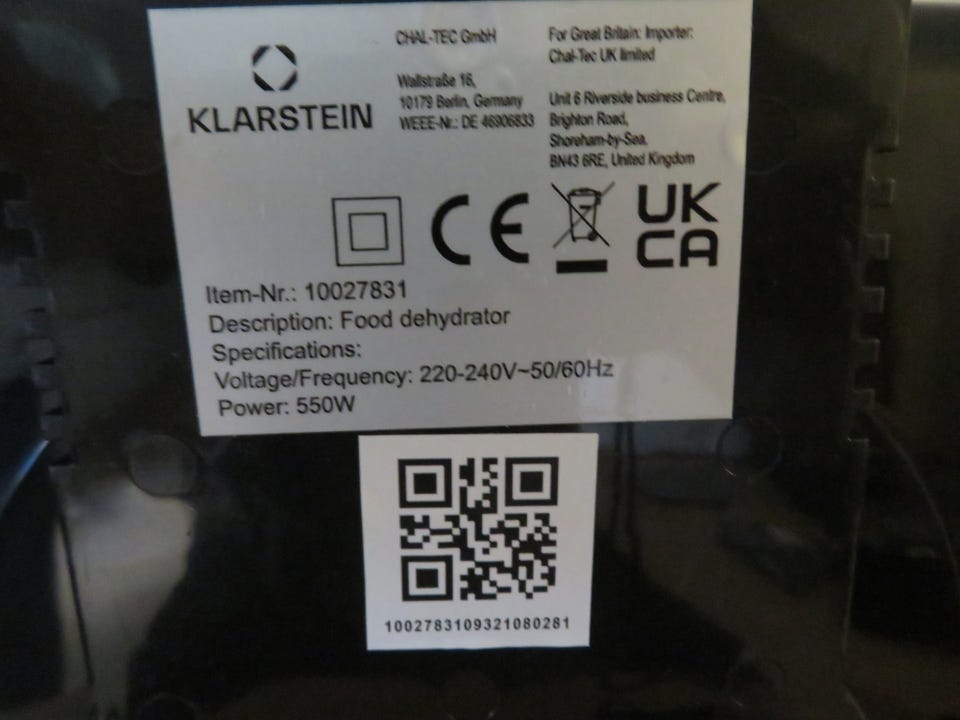 KLARSTEIN
CHAL-TEC GmbH
Wallstraße 16,
10179 Berlin, Germany
WEEE-Nr.: DE 46906833
For Great Britain: Importer:
Chal-Tec UK limited
Unit 6 Riverside business Centre,
Brighton Road,
Shoreham-by-Sea,
BN43 6RE, United Kingdom
CE
UK
CA
Item-Nr.: 10027831
Description: Food dehydrator
Specifications:
Voltage/Frequency: 220-240V~50/60Hz
Power: 550W
1002783109321080281